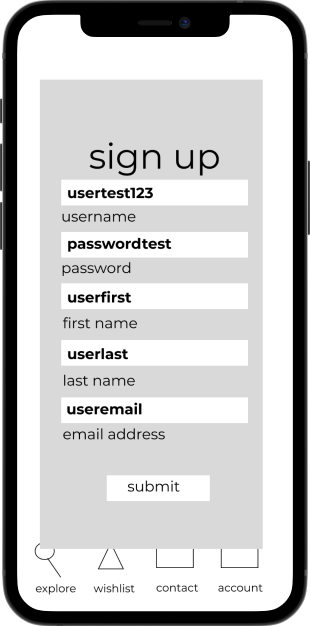 sign up
usertest123
username
passwordtest
password
userfirst
first name
userlast
last name
useremail
email address
submit
explore wishlist contact account